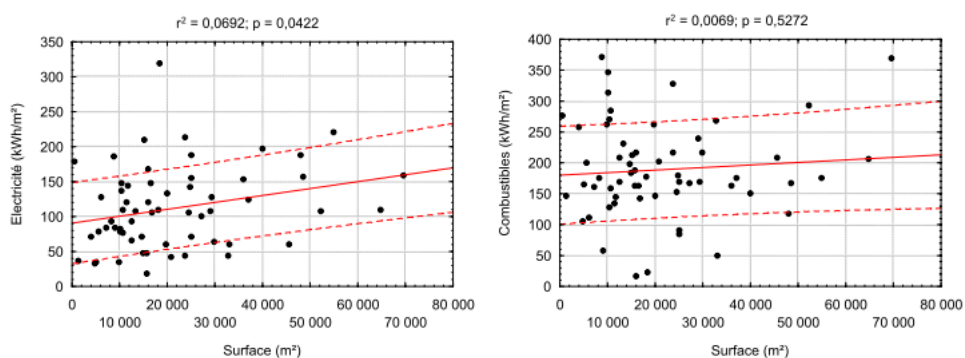 r² = 0,0692; p = 0,0422
350
300
250
200
150
100
50
0
Electricité (kWh/m²)
0 20 000 40 000 60 000 80 000
10 000 30 000 50 000 70 000
Surface (m²)
r² = 0,0069; p = 0,5272
400
350
300
250
200
150
100
50
0
Combustibles (kWh/m²)
0 20 000 40 000 60 000 80 000
10 000 30 000 50 000 70 000
Surface (m²)